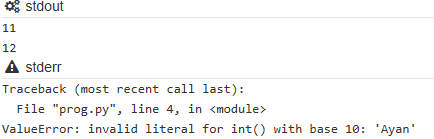 stdout
11
12
stderr
Traceback (most recent call last):
  File "prog.py", line 4, in <module>
ValueError: invalid literal for int() with base 10: 'Ayan'